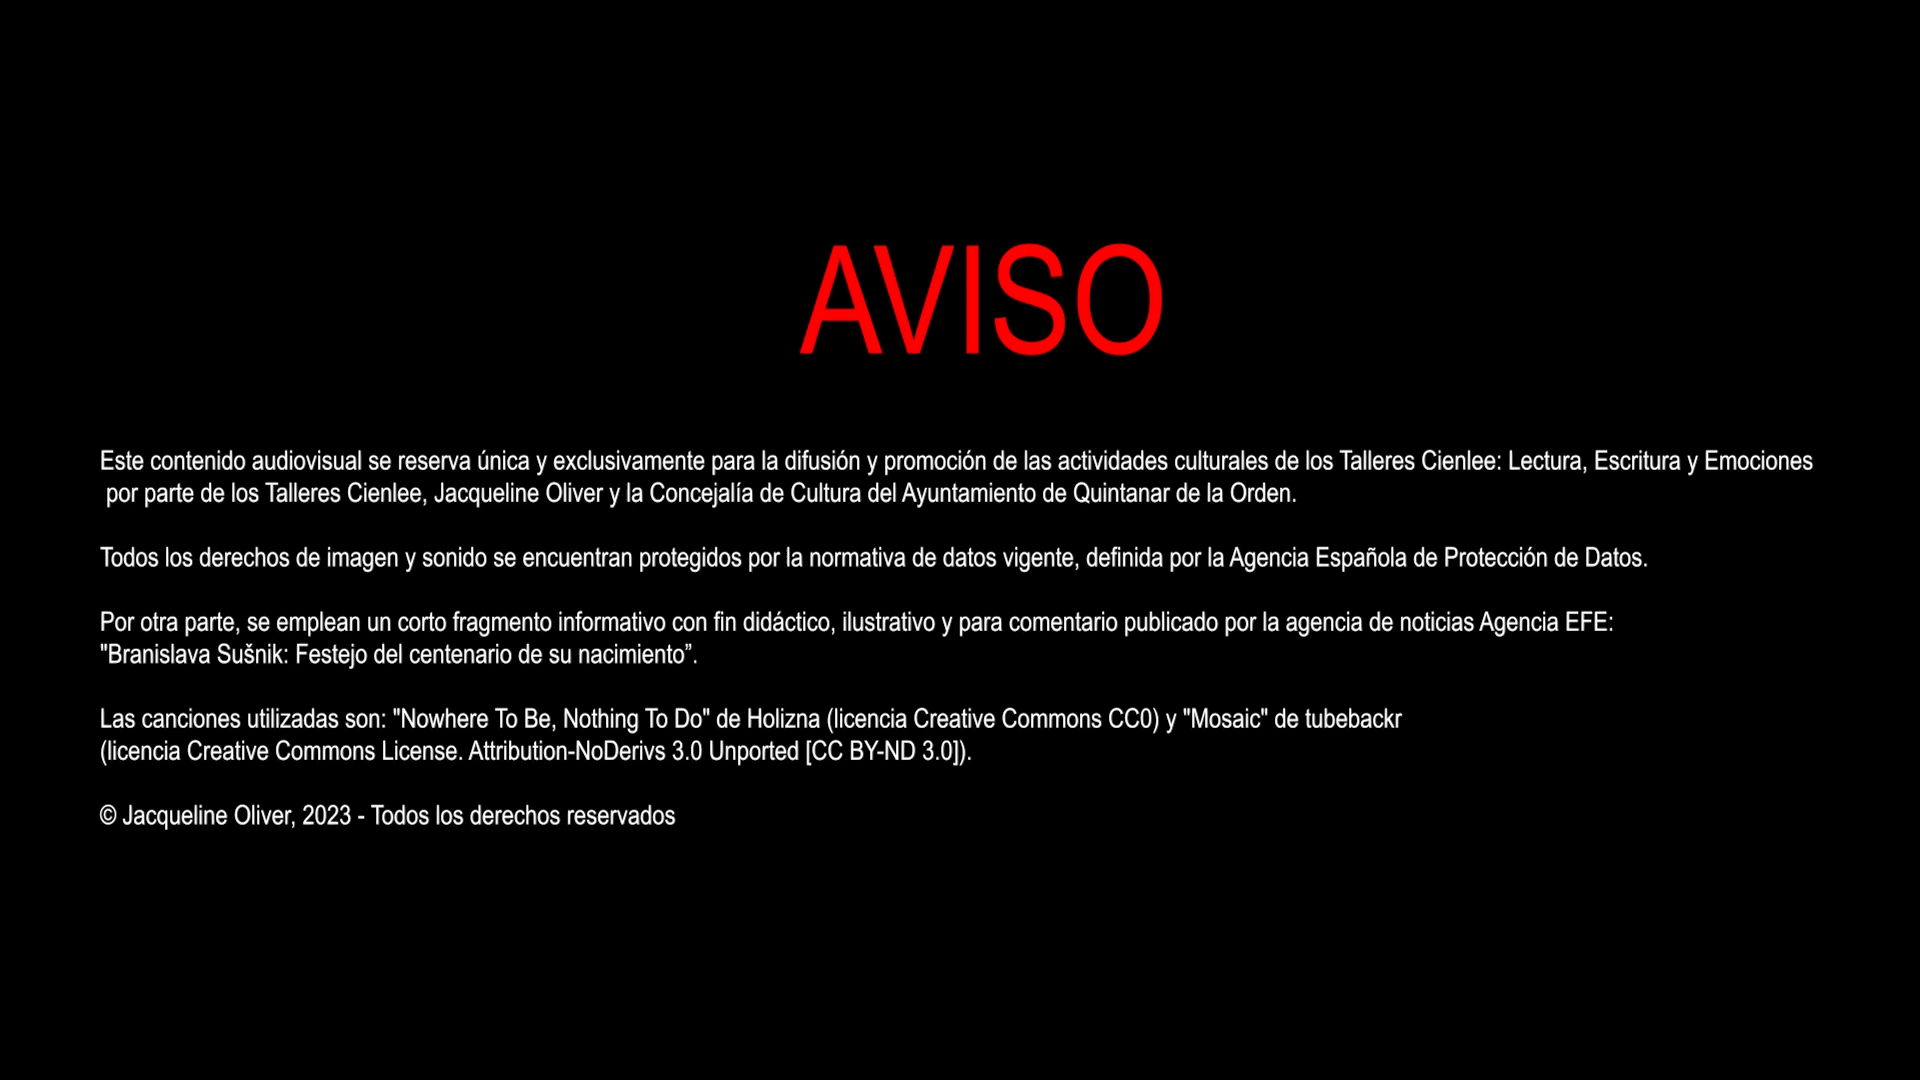 AVISO
Este contenido audiovisual se reserva única y exclusivamente para la difusión y promoción de las actividades culturales de los Talleres Cienlee: Lectura, Escritura y Emociones
por parte de los Talleres Cienlee, Jacqueline Oliver y la Concejalía de Cultura del Ayuntamiento de Quintanar de la Orden.
Todos los derechos de imagen y sonido se encuentran protegidos por la normativa de datos vigente, definida por la Agencia Española de Protección de Datos.
Por otra parte, se emplean un corto fragmento informativo con fin didáctico, ilustrativo y para comentario publicado por la agencia de noticias Agencia EFE:
"Branislava Sušnik: Festejo del centenario de su nacimiento”.
Las canciones utilizadas son: "Nowhere To Be, Nothing To Do" de Holizna (licencia Creative Commons CC0) y "Mosaic" de tubebackr
(licencia Creative Commons License. Attribution-NoDerivs 3.0 Unported [CC BY-ND 3.0]).
© Jacqueline Oliver, 2023 - Todos los derechos reservados